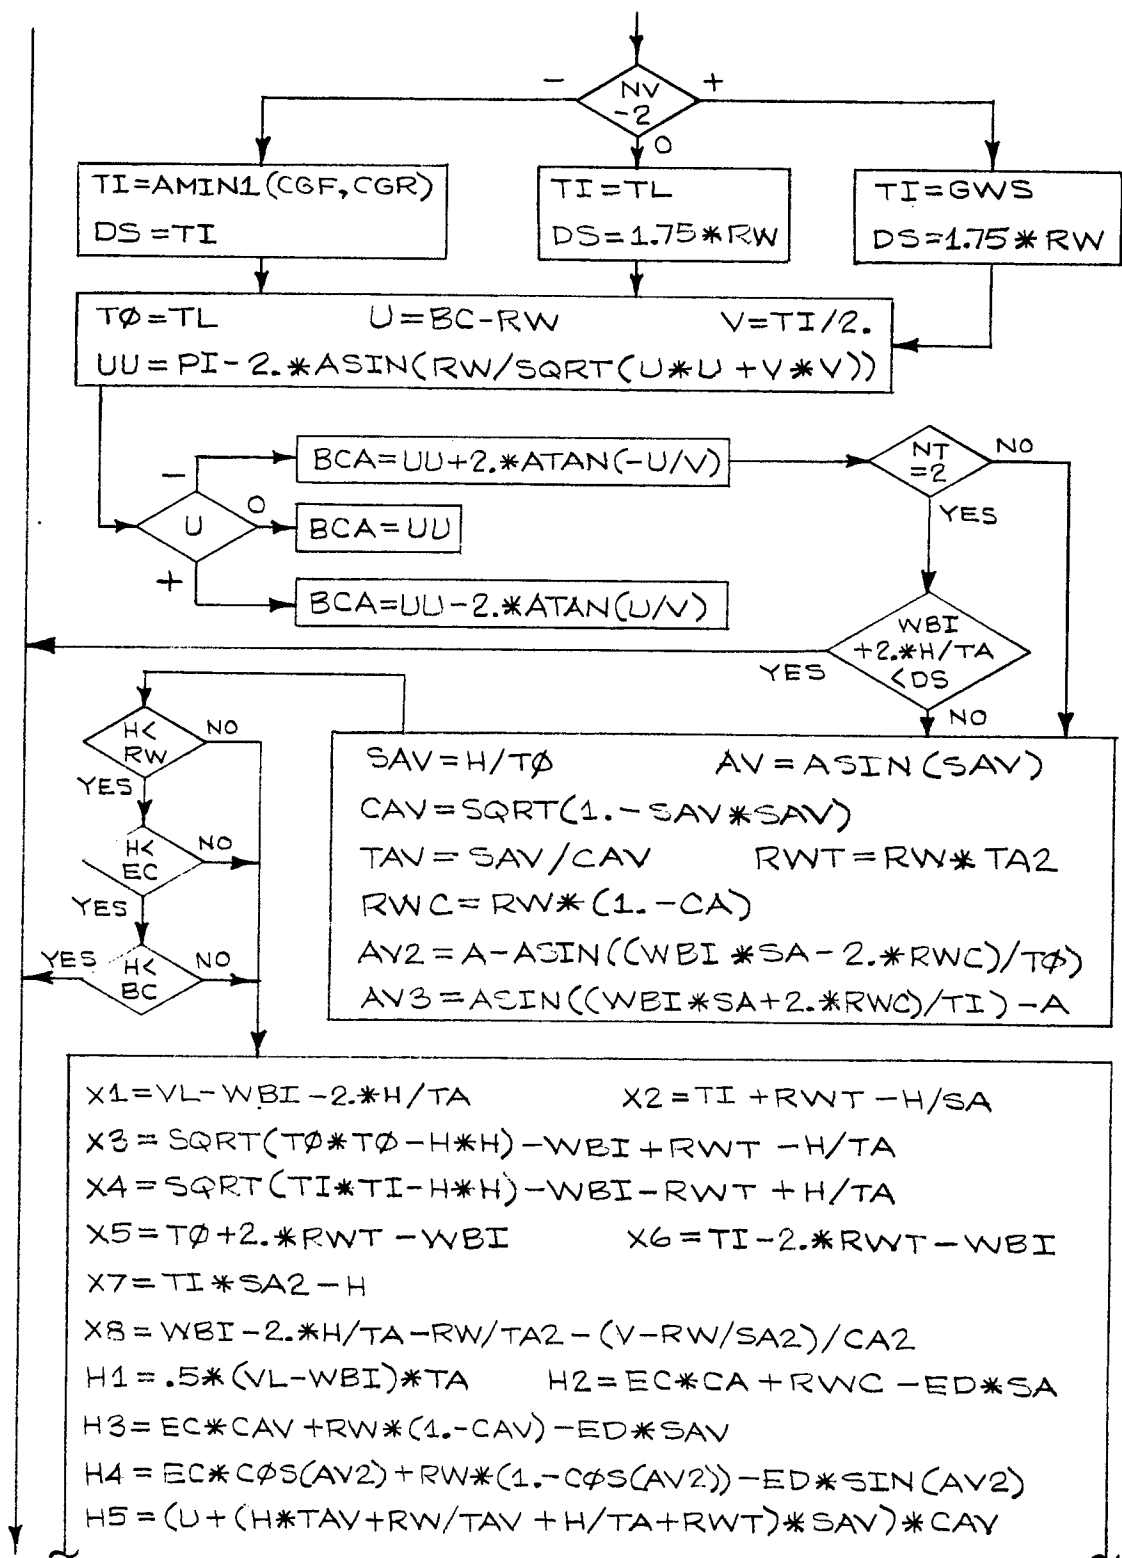 NV
-2
-
+
O
TI=AMIN1(CGF,CGR)
DS=TI
TI=TL
DS=1.75*RW
TI=GWS
DS=1.75*RW
TØ=TL U=BC-RW V=TI/2.
UU=PI-2.*ASIN(RW/SQRT(U*U+V*V))
BCA=UU+2.*ATAN(-U/V)
NT
=2
NO
YES
-
U
O
BCA=UU
+
BCA=UU-2.*ATAN(U/V)
WBI
+2.*H/TA
<DS
YES
NO
H<
RW
NO
YES
H<
EC
NO
YES
H<
BC
YES
NO
SAV=H/TØ AV=ASIN(SAV)
CAV=SQRT(1.-SAV*SAV)
TAV=SAV/CAV RWT=RW*TA2
RWC=RW*(1.-CA)
AV2=A-ASIN((WBI*SA-2.*RWC)/TØ)
AV3=ASIN((WBI*SA+2.*RWC)/TI)-A
X1=VL-WBI-2.*H/TA X2=TI+RWT-H/SA
X3=SQRT(TØ*TØ-H*H)-WBI+RWT-H/TA
X4=SQRT(TI*TI-H*H)-WBI-RWT+H/TA
X5=TØ+2.*RWT-WBI X6=TI-2.*RWT-WBI
X7=TI*SA2-H
X8=WBI-2.*H/TA-RW/TA2-(V-RW/SA2)/CA2
H1=.5*(VL-WBI)*TA H2=EC*CA+RWC-ED*SA
H3=EC*CAV+RW*(1.-CAV)-ED*SAV
H4=EC*CØS(AV2)+RW*(1.-CØS(AV2))-ED*SIN(AV2)
H5=(U+(H*TAV+RW/TAV+H/TA+RWT)*SAV)*CAV